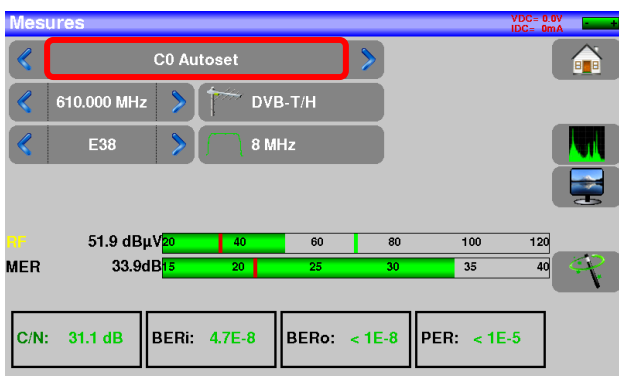 Mesures VDC= 0.0V
IDC= 0mA
C0 Autoset
610.000 MHz DVB-T/H
E38 8 MHz
RF 51.9 dBµV 20 40 60 80 100 120
MER 33.9dB 15 20 25 30 35 40
C/N: 31.1 dB BERi: 4.7E-8 BERo: < 1E-8 PER: < 1E-5